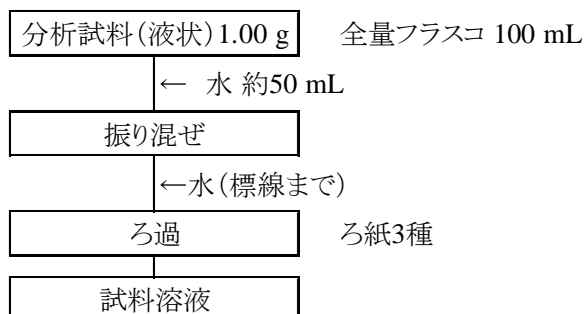 分析試料(液状)1.00 g 全量フラスコ 100 mL
← 水 約50 mL
振り混ぜ
←水(標線まで)
ろ過 ろ紙3種
試料溶液